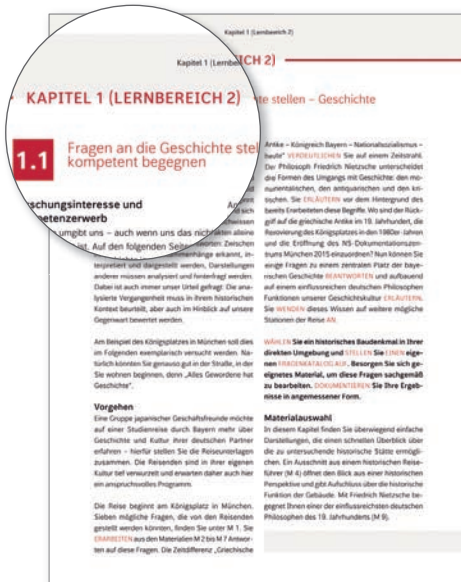 Kapitel 1 (Lernbereich 2)
Kapitel 1 (Lernbe
ICH 2)
KAPITEL 1 (LERNBEREICH 2)
te stellen – Geschichte
1.1 Fragen an die Geschichte stel
kompetent begegnen
schungsinteresse und
etenzerwerb
umgibt uns – auch wenn uns das nicht
ist. Auf den folgenden Seite
terpretiert und dargestellt werden, Darstellungen
anderer müssen analysiert und hinterfragt werden.
Dabei ist auch immer unser Urteil gefragt: Die ana-
lysierte Vergangenheit muss in ihrem historischen
Kontext beurteilt, aber auch im Hinblick auf unsere
Gegenwart bewertet werden.
Am Beispiel des Königsplatzes in München soll dies
im Folgenden exemplarisch versucht werden. Na-
türlich könnten Sie genauso gut in der Straße, in der
Sie wohnen beginnen, denn „Alles Gewordene hat
Geschichte“.
Vorgehen
Eine Gruppe japanischer Geschäftsfreunde möchte
auf einer Studienreise durch Bayern mehr über
Geschichte und Kultur ihrer deutschen Partner
erfahren – hierfür stellen Sie die Reiseunterlagen
zusammen. Die Reisenden sind in ihrer eigenen
Kultur tief verwurzelt und erwarten daher auch hier
ein anspruchsvolles Programm.
Die Reise beginnt am Königsplatz in München.
Sieben mögliche Fragen, die von den Reisenden
gestellt werden könnten, finden Sie unter M 1. Sie
ERARBEITEN aus den Materialien M 2 bis M 7 Antwor-
ten auf diese Fragen. Die Zeitdifferenz „Griechische
Antike – Königreich Bayern – Nationalsozialismus –
heute“ VERDEUTLICHEN Sie auf einem Zeitstrahl.
Der Philosoph Friedrich Nietzsche unterscheidet
drei Formen des Umgangs mit Geschichte: den mo-
numentalischen, den antiquarischen und den kri-
tischen. Sie ERLÄUTERN vor dem Hintergrund des
bereits Erarbeiteten diese Begriffe. Wo sind der Rück-
griff auf die griechische Antike im 19. Jahrhundert, die
Renovierung des Königsplatzes in den 1980er-Jahren
und die Eröffnung des NS-Dokumentationszen-
trums München 2015 einzuordnen? Nun können Sie
einige Fragen zu einem zentralen Platz der baye-
rischen Geschichte BEANTWORTEN und aufbauend
auf einem einflussreichen deutschen Philosophen
Funktionen unserer Geschichtskultur ERLÄUTERN.
Sie WENDEN dieses Wissen auf weitere mögliche
Stationen der Reise AN.
WÄHLEN Sie ein historisches Baudenkmal in Ihrer
direkten Umgebung und STELLEN Sie EINEN eige-
nen FRAGENKATALOG AUF. Besorgen Sie sich ge-
eignetes Material, um diese Fragen sachgemäß
zu bearbeiten. DOKUMENTIEREN Sie Ihre Ergeb-
nisse in angemessener Form.
Materialauswahl
In diesem Kapitel finden Sie überwiegend einfache
Darstellungen, die einen schnellen Überblick über
die zu untersuchende historische Stätte ermögli-
chen. Ein Ausschnitt aus einem historischen Reise-
führer (M 4) öffnet den Blick aus einer historischen
Perspektive und gibt Aufschluss über die historische
Funktion der Gebäude. Mit Friedrich Nietzsche be-
gegnet Ihnen einer der einflussreichsten deutschen
Philosophen des 19. Jahrhunderts (M 9).